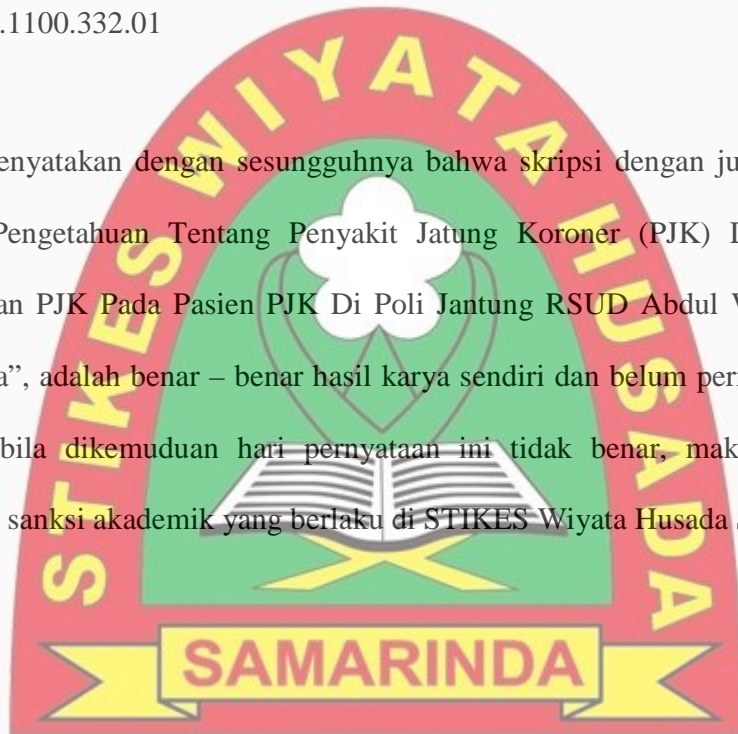 .1100.332.01
enyatakan dengan sesungguhnya bahwa skripsi dengan ju
Pengetahuan Tentang Penyakit Jatung Koroner (PJK) D
an PJK Pada Pasien PJK Di Poli Jantung RSUD Abdul W
a”, adalah benar – benar hasil karya sendiri dan belum per
bila dikemuduan hari pernyataan ini tidak benar, mak
sanksi akademik yang berlaku di STIKES Wiyata Husada
STIKES WIYATA HUSADA
SAMARINDA